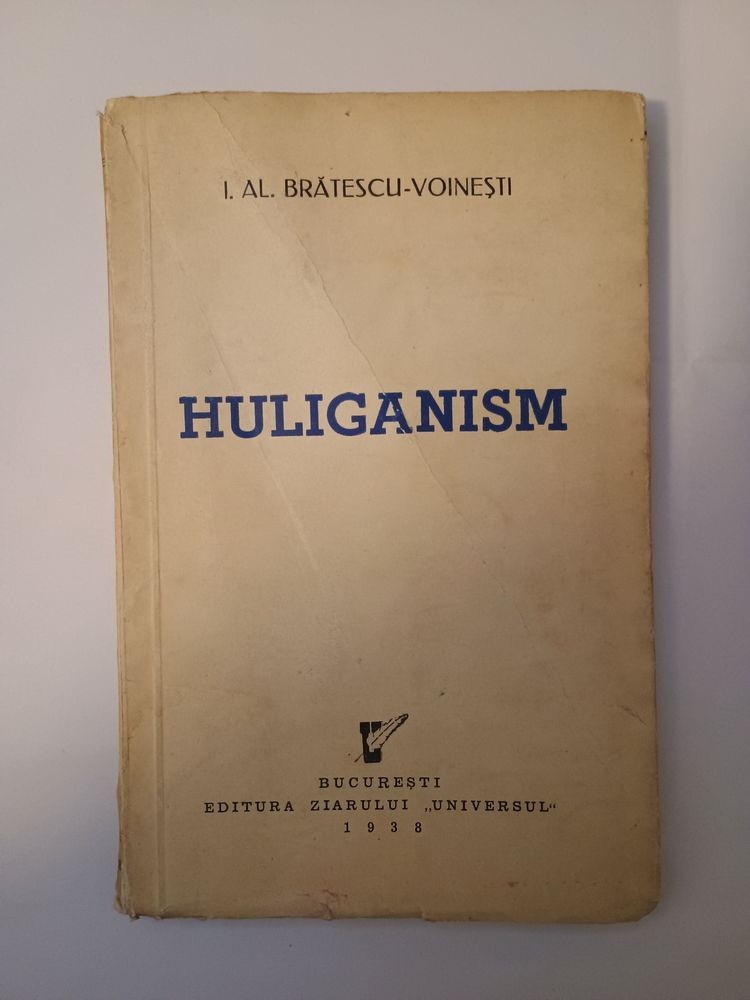 I. AL. BRĂTESCU-VOINEȘTI
HULIGANISM
BUCUREȘTI
EDITURA ZIARULUI „UNIVERSUL“
1938